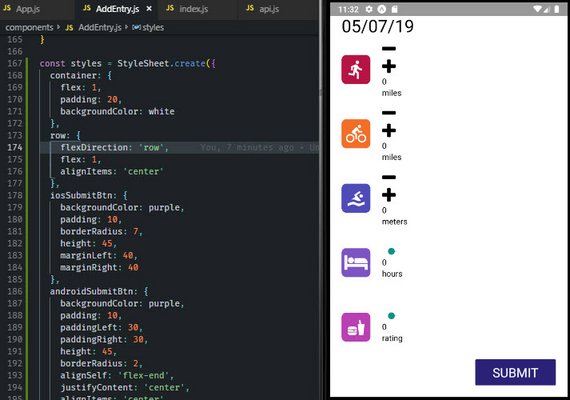 JS App.js JS AddEntry.js × JS index.js JS api.js
components > JS AddEntry.js > styles
165 }
166
167 const styles = StyleSheet.create({
168 container: {
169 flex: 1,
170 padding: 20,
171 backgroundColor: white
172 },
173 row: {
174 flexDirection: 'row', You, 7 minutes ago • Un
175 flex: 1,
176 alignItems: 'center'
177 },
178 iosSubmitBtn: {
179 backgroundColor: purple,
180 padding: 10,
181 borderRadius: 7,
182 height: 45,
183 marginLeft: 40,
184 marginRight: 40
185 },
186 androidSubmitBtn: {
187 backgroundColor: purple,
188 padding: 10,
189 paddingLeft: 30,
190 paddingRight: 30,
191 height: 45,
192 borderRadius: 2,
193 alignSelf: 'flex-end',
194 justifyContent: 'center',
195 alignItems: 'center'
11:32
05/07/19
0
miles
0
miles
0
meters
0
hours
0
rating
SUBMIT